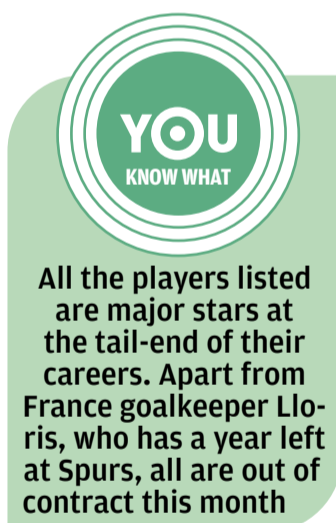 YOU
KNOW WHAT
All the players listed
are major stars at
the tail-end of their
careers. Apart from
France goalkeeper Llo-
ris, who has a year left
at Spurs, all are out of
contract this month